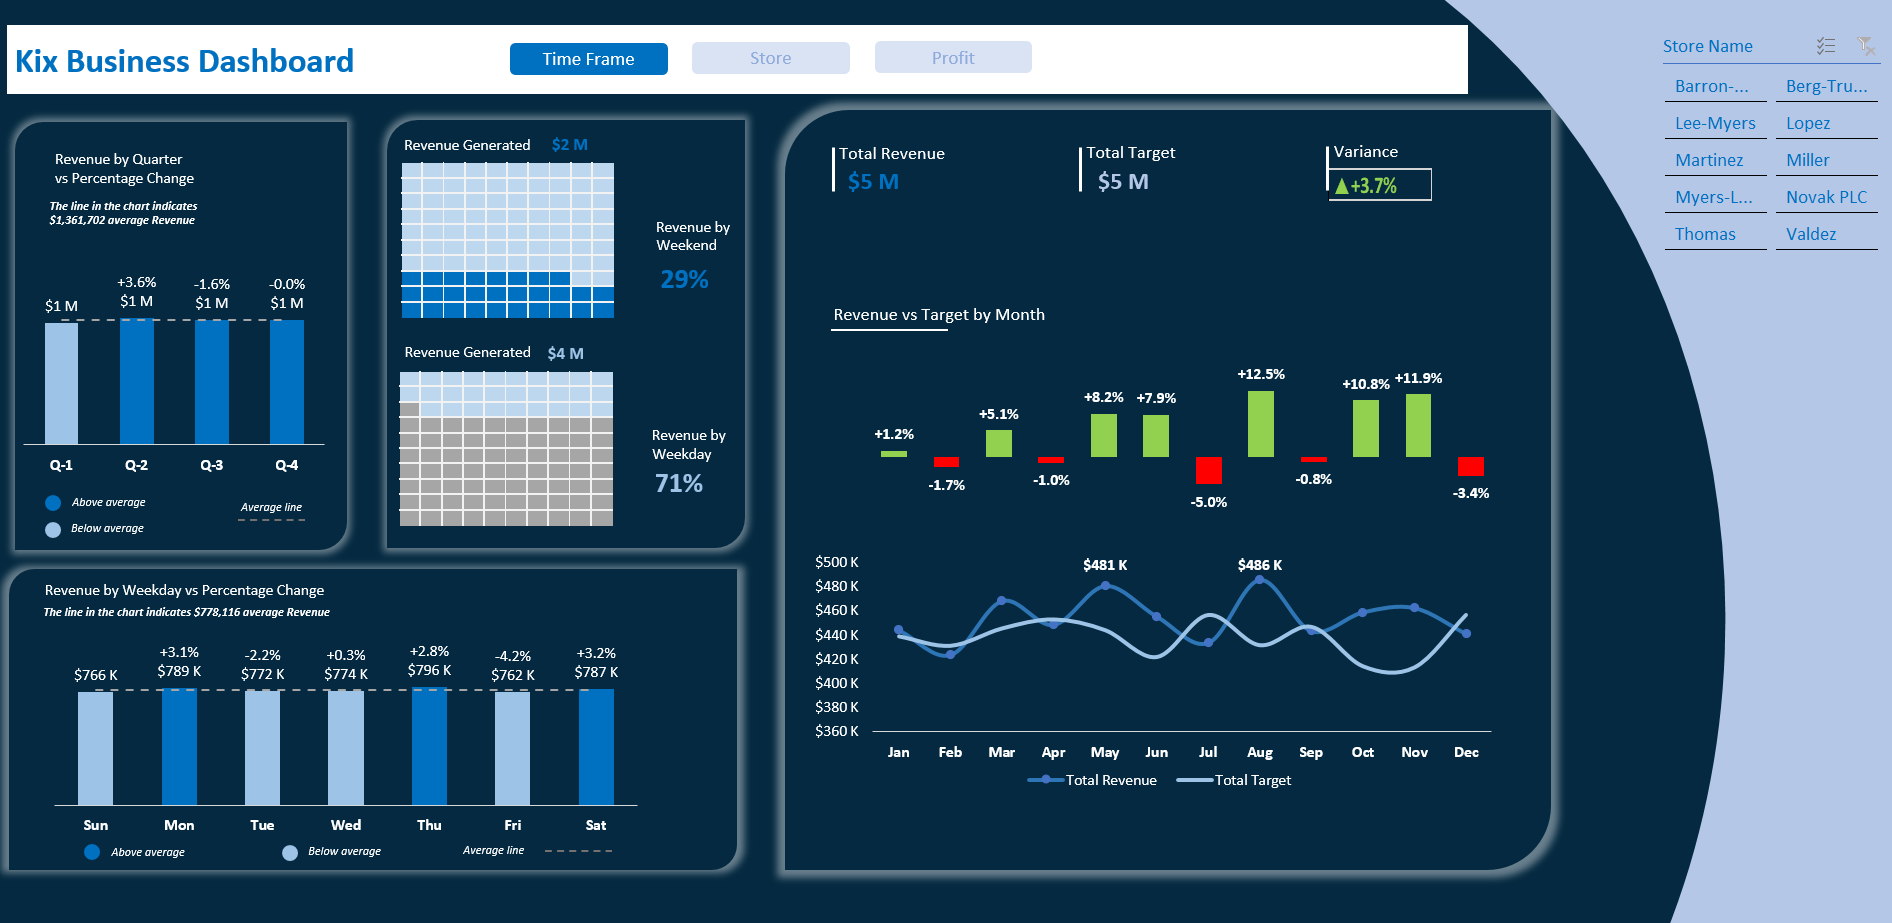 Kix Business Dashboard
Time Frame
Store
Profit
Store Name
Barron-...
Berg-Tru...
Lee-Myers
Lopez
Martinez
Miller
Myers-L...
Novak PLC
Thomas
Valdez
Revenue by Quarter
vs Percentage Change
The line in the chart indicates
$1,361,702 average Revenue
$1 M
+3.6%
$1 M
-1.6%
$1 M
-0.0%
$1 M
Q-1
Q-2
Q-3
Q-4
Above average
Below average
Average line
Revenue Generated
$2 M
Revenue by
Weekend
29%
Revenue Generated
$4 M
Revenue by
Weekday
71%
Total Revenue
$5 M
Total Target
$5 M
Variance
▲+3.7%
Revenue vs Target by Month
+1.2%
-1.7%
+5.1%
-1.0%
+8.2%
+7.9%
-5.0%
+12.5%
-0.8%
+10.8%
+11.9%
-3.4%
$500 K
$480 K
$460 K
$440 K
$420 K
$400 K
$380 K
$360 K
$481 K
$486 K
Jan
Feb
Mar
Apr
May
Jun
Jul
Aug
Sep
Oct
Nov
Dec
Total Revenue
Total Target
Revenue by Weekday vs Percentage Change
The line in the chart indicates $778,116 average Revenue
$766 K
+3.1%
$789 K
-2.2%
$772 K
+0.3%
$774 K
+2.8%
$796 K
-4.2%
$762 K
+3.2%
$787 K
Sun
Mon
Tue
Wed
Thu
Fri
Sat
Above average
Below average
Average line